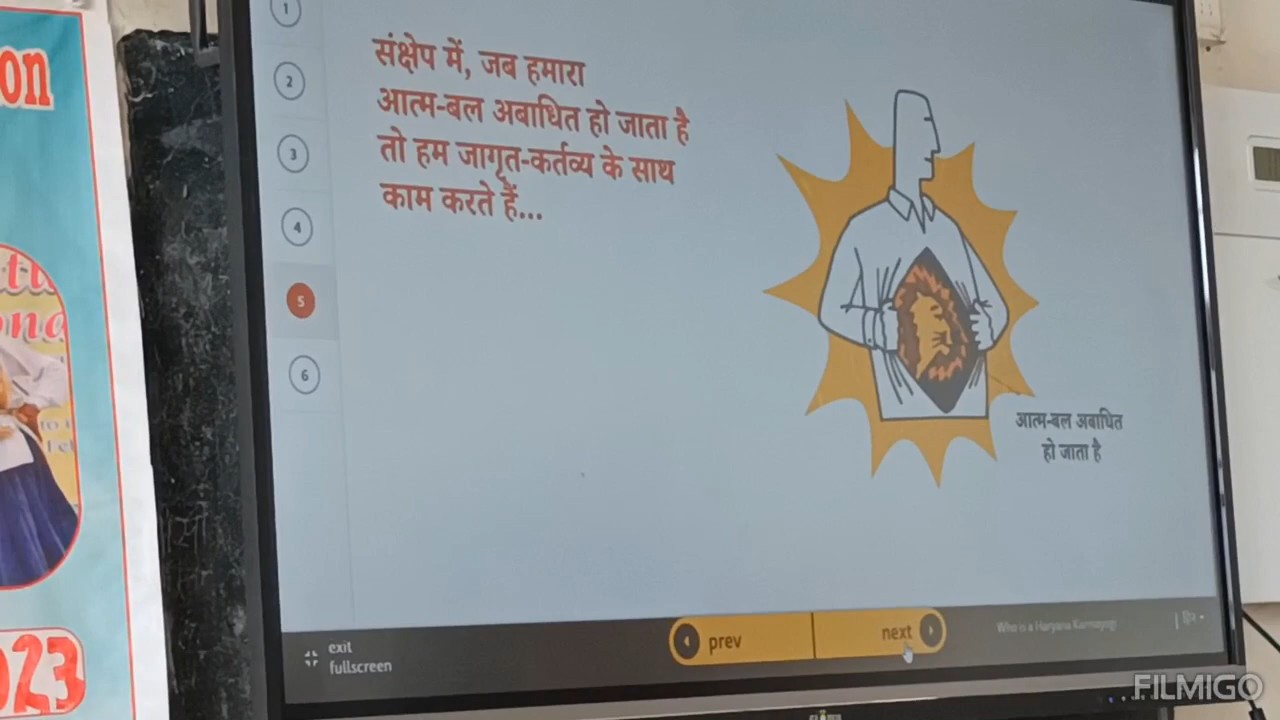 on
1
2
3
4
5
6
संक्षेप में, जब हमारा
आत्म-बल अबाधित हो जाता है
तो हम जागृत-कर्तव्य के साथ
काम करते हैं...
आत्म-बल अबाधित
हो जाता है
exit
fullscreen
prev
next
Who is a Haryana Karmayogi
023
FILMIGO